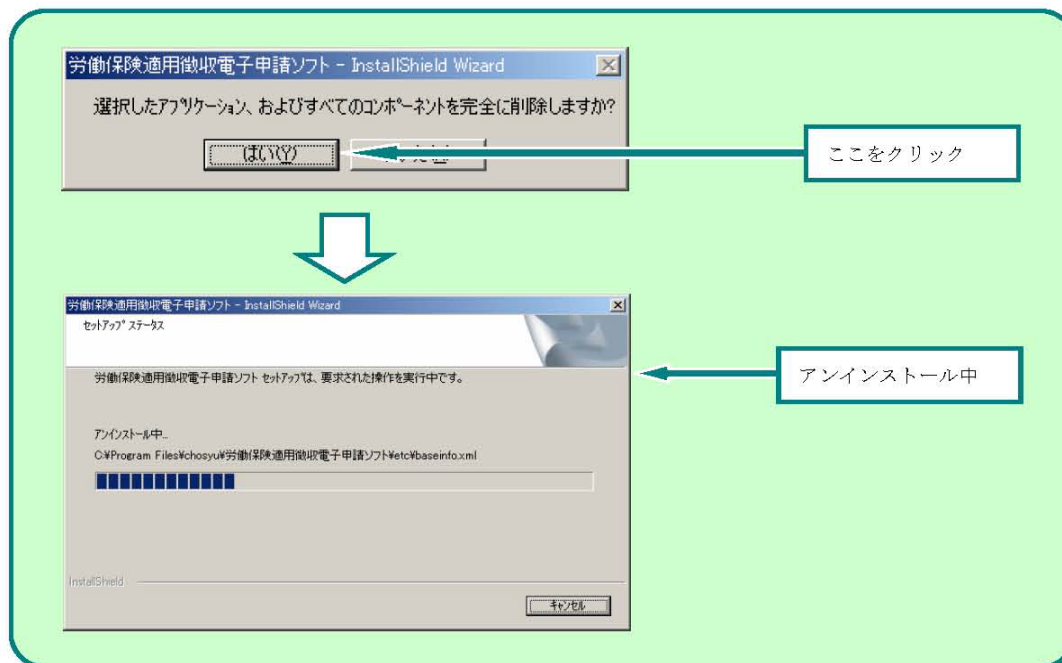 労働保険適用徴収電子申請ソフト - InstallShield Wizard
選択したアプリケーション、およびすべてのコンポーネントを完全に削除しますか?
はい(Y)
ここをクリック
労働保険適用徴収電子申請ソフト - InstallShield Wizard
セットアップ ステータス
労働保険適用徴収電子申請ソフト セットアップは、要求された操作を実行中です。
アンインストール中
アンインストール中...
C:¥Program Files¥chosyu¥労働保険適用徴収電子申請ソフト¥etc¥baseinfo.xml
InstallShield
キャンセル